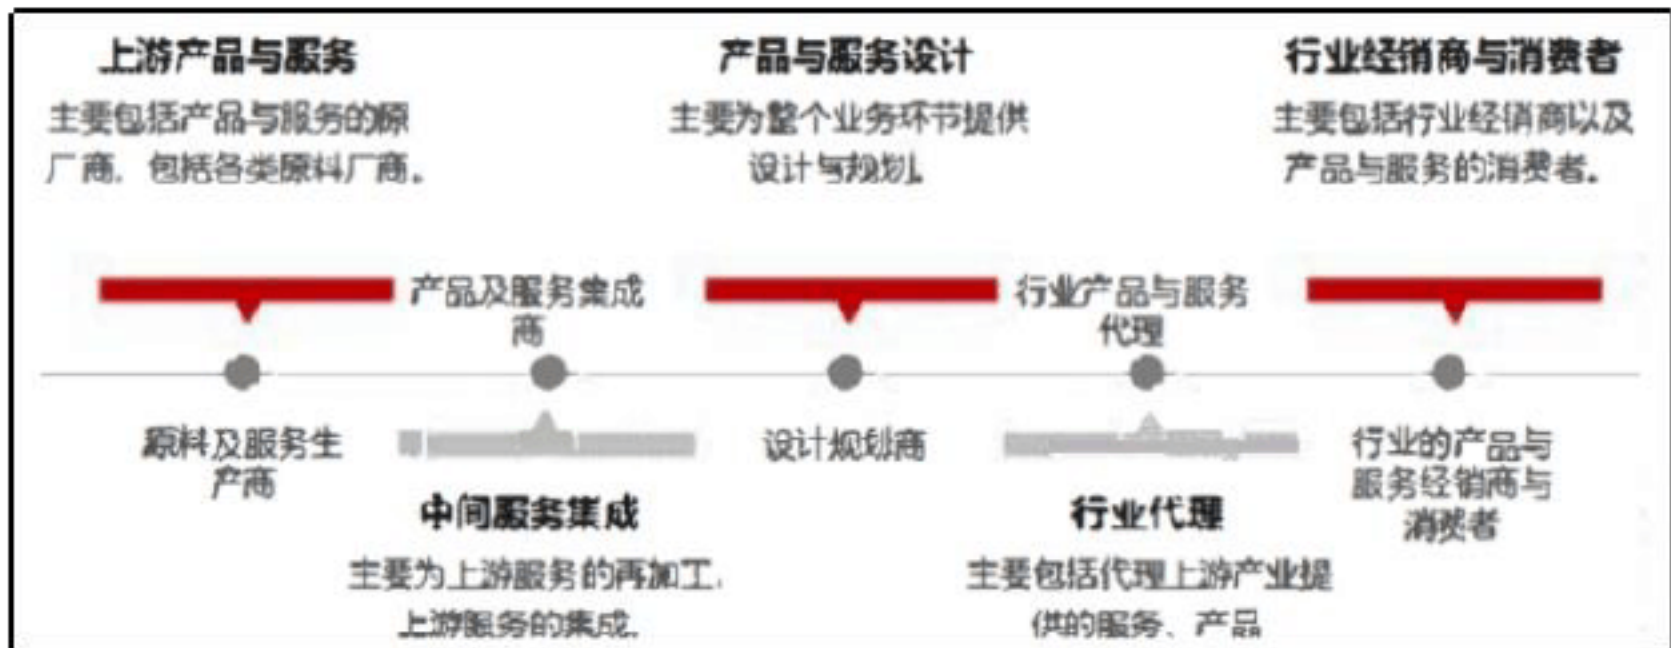 上游产品与服务
主要包括产品与服务的原
厂商，包括各类原料厂商。
产品与服务设计
主要为整个业务环节提供
设计与规划。
行业经销商与消费者
主要包括行业经销商以及
产品与服务的消费者。
产品及服务集成
商
行业产品与服务
代理
原料及服务生
产商
设计规划商
行业的产品与
服务经销商与
消费者
中间服务集成
主要为上游服务的再加工，
上游服务的集成。
行业代理
主要包括代理上游产业提
供的服务、产品